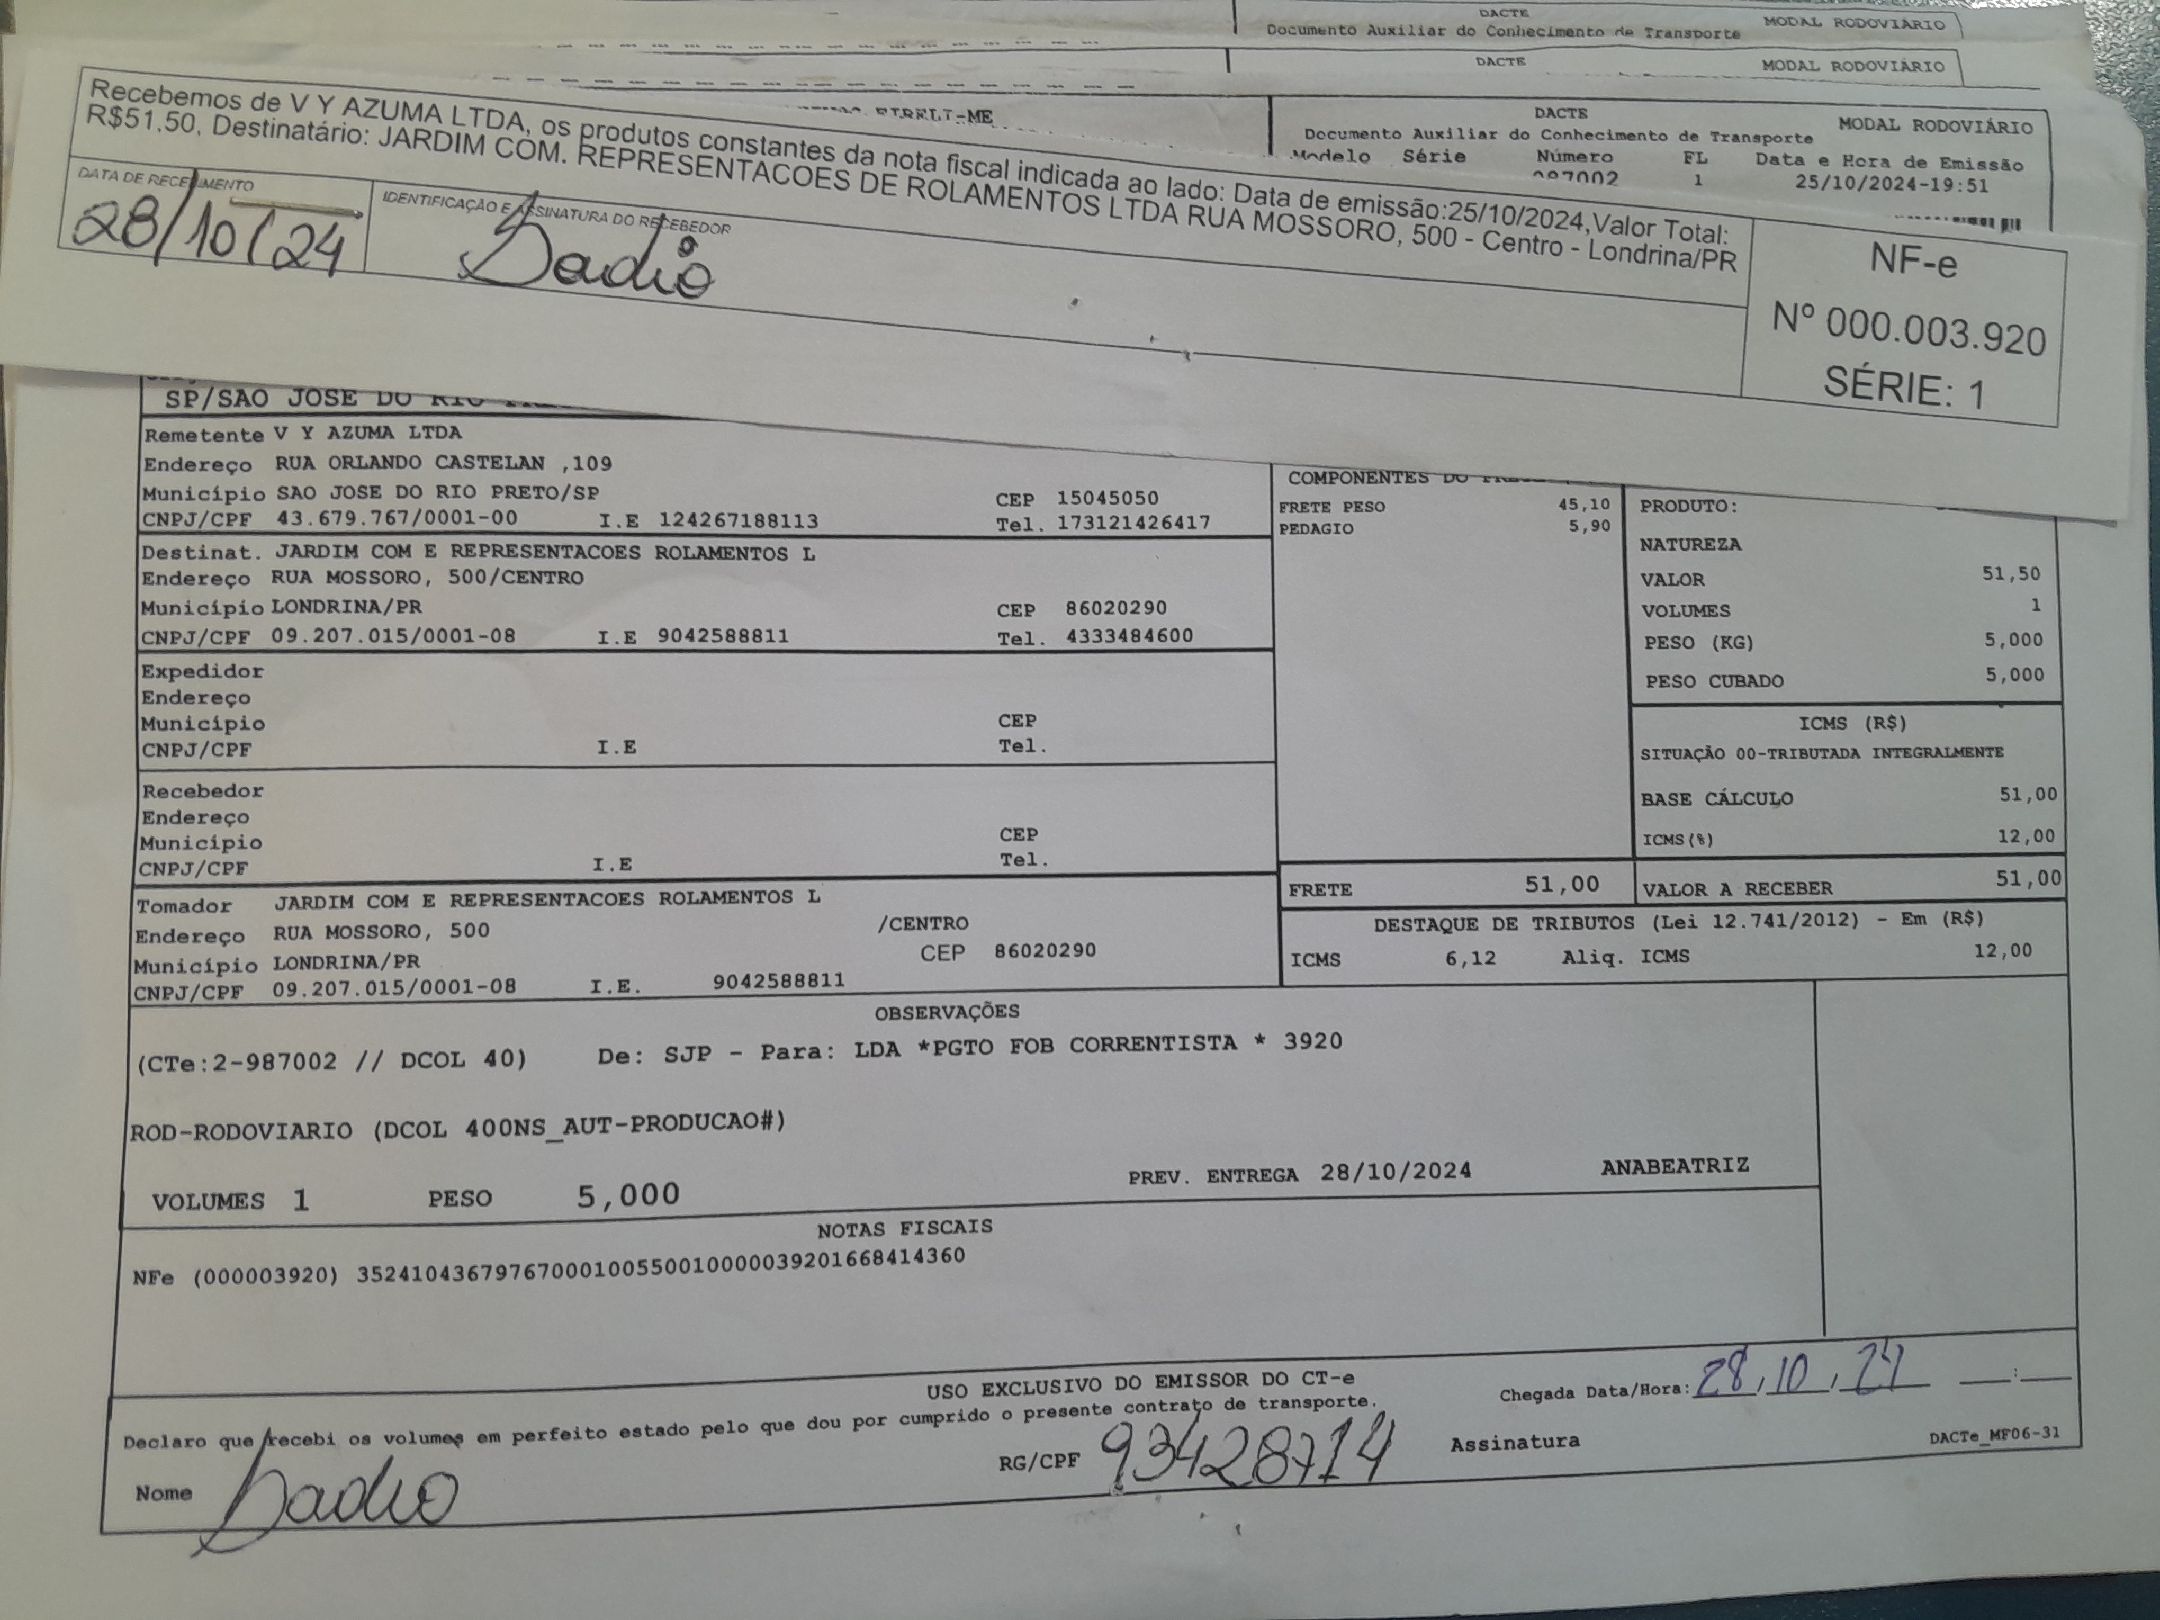 DACTE
MODAL RODOVIÁRIO
Documento Auxiliar do Conhecimento de Transporte
DACTE
MODAL RODOVIÁRIO
DACTE
MODAL RODOVIÁRIO
Documento Auxiliar do Conhecimento de Transporte
Modelo Série Número FL Data e Hora de Emissão
987002 1 25/10/2024-19:51
Recebemos de V Y AZUMA LTDA, os produtos constantes da nota fiscal indicada ao lado: Data de emissão:25/10/2024,Valor Total:
R$51.50, Destinatário: JARDIM COM. REPRESENTACOES DE ROLAMENTOS LTDA RUA MOSSORO, 500 - Centro - Londrina/PR
DATA DE RECEBIMENTO
28/10/24
IDENTIFICAÇÃO E ASSINATURA DO RECEBEDOR
NF-e
Nº 000.003.920
SÉRIE: 1
SP/SAO JOSE DO RIO
Remetente V Y AZUMA LTDA
Endereço RUA ORLANDO CASTELAN ,109
Município SAO JOSE DO RIO PRETO/SP CEP 15045050
CNPJ/CPF 43.679.767/0001-00 I.E 124267188113 Tel. 173121426417
Destinat. JARDIM COM E REPRESENTACOES ROLAMENTOS L
Endereço RUA MOSSORO, 500/CENTRO
Município LONDRINA/PR CEP 86020290
CNPJ/CPF 09.207.015/0001-08 I.E 9042588811 Tel. 4333484600
Expedidor
Endereço
Município CEP
CNPJ/CPF I.E Tel.
Recebedor
Endereço
Município CEP
CNPJ/CPF I.E Tel.
Tomador JARDIM COM E REPRESENTACOES ROLAMENTOS L
Endereço RUA MOSSORO, 500 /CENTRO
Município LONDRINA/PR CEP 86020290
CNPJ/CPF 09.207.015/0001-08 I.E. 9042588811
COMPONENTES DO
FRETE PESO 45,10
PEDAGIO 5,90
PRODUTO:
NATUREZA
VALOR 51,50
VOLUMES 1
PESO (KG) 5,000
PESO CUBADO 5,000
ICMS (R$)
SITUAÇÃO 00-TRIBUTADA INTEGRALMENTE
BASE CÁLCULO 51,00
ICMS(%) 12,00
FRETE 51,00 VALOR A RECEBER 51,00
DESTAQUE DE TRIBUTOS (Lei 12.741/2012) - Em (R$)
ICMS 6,12 Aliq. ICMS 12,00
OBSERVAÇÕES
(CTe:2-987002 // DCOL 40) De: SJP - Para: LDA *PGTO FOB CORRENTISTA * 3920
ROD-RODOVIARIO (DCOL 400NS_AUT-PRODUCAO#)
VOLUMES 1 PESO 5,000 PREV. ENTREGA 28/10/2024 ANABEATRIZ
NOTAS FISCAIS
NFe (000003920) 35241043679767000100550010000039201668414360
USO EXCLUSIVO DO EMISSOR DO CT-e
Chegada Data/Hora: 28,10,24 :
Declaro que recebi os volumes em perfeito estado pelo que dou por cumprido o presente contrato de transporte.
Nome RG/CPF 93428714 Assinatura
DACTe_MF06-31